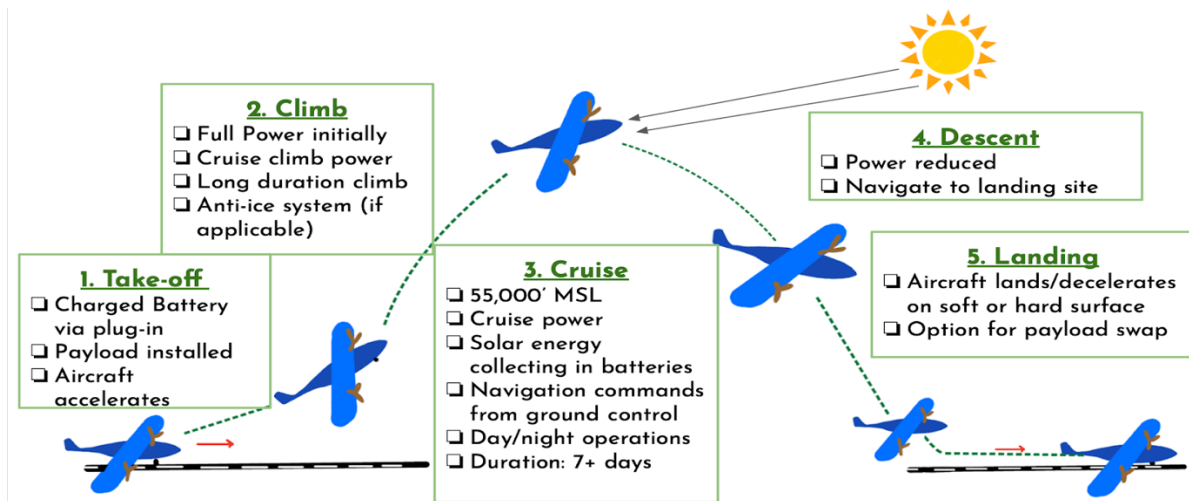 1. Take-off
❏ Charged Battery
via plug-in
❏ Payload installed
❏ Aircraft
accelerates
2. Climb
❏ Full Power initially
❏ Cruise climb power
❏ Long duration climb
❏ Anti-ice system (if
applicable)
3. Cruise
❏ 55,000’ MSL
❏ Cruise power
❏ Solar energy
collecting in batteries
❏ Navigation commands
from ground control
❏ Day/night operations
❏ Duration: 7+ days
4. Descent
❏ Power reduced
❏ Navigate to landing site
5. Landing
❏ Aircraft lands/decelerates
on soft or hard surface
❏ Option for payload swap